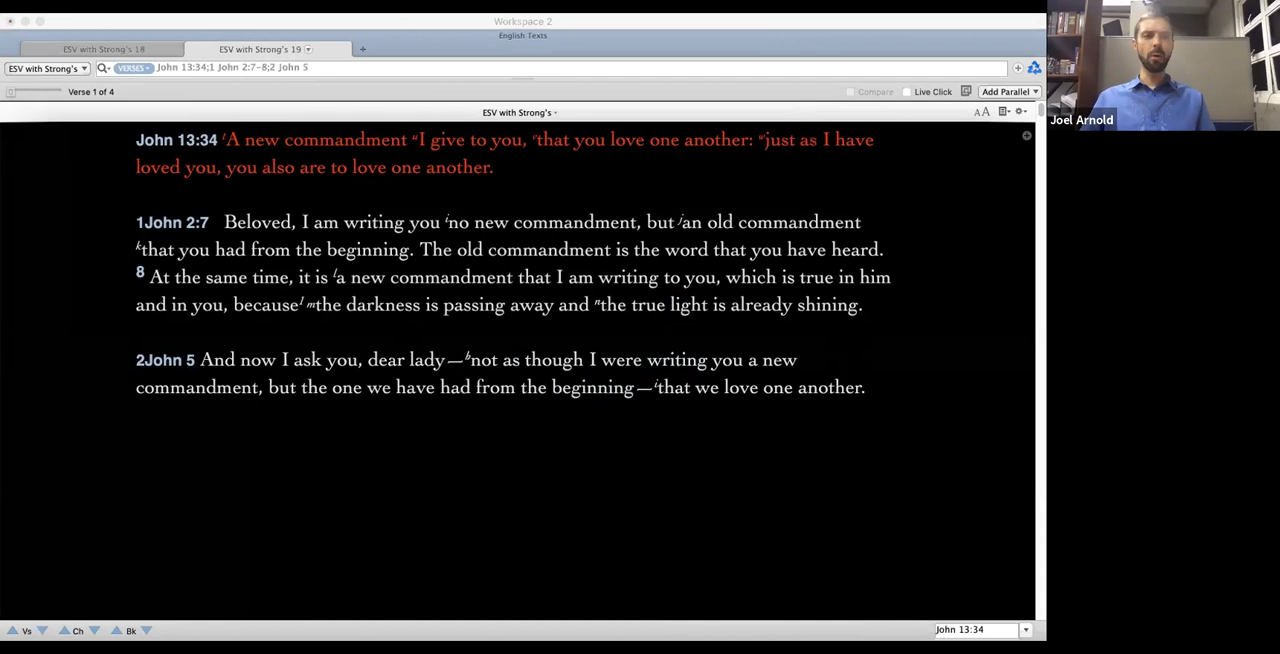 Workspace 2
English Texts
ESV with Strong's 18
ESV with Strong's 19
ESV with Strong's
VERSES
John 13:34;1 John 2:7-8;2 John 5
Verse 1 of 4
Compare
Live Click
Add Parallel
ESV with Strong's
AA
John 13:34 A new commandment I give to you, that you love one another: just as I have
loved you, you also are to love one another.
1John 2:7 Beloved, I am writing you no new commandment, but an old commandment
that you had from the beginning. The old commandment is the word that you have heard.
8 At the same time, it is a new commandment that I am writing to you, which is true in him
and in you, because the darkness is passing away and the true light is already shining.
2John 5 And now I ask you, dear lady—not as though I were writing you a new
commandment, but the one we have had from the beginning—that we love one another.
Vs
Ch
Bk
John 13:34
Joel Arnold